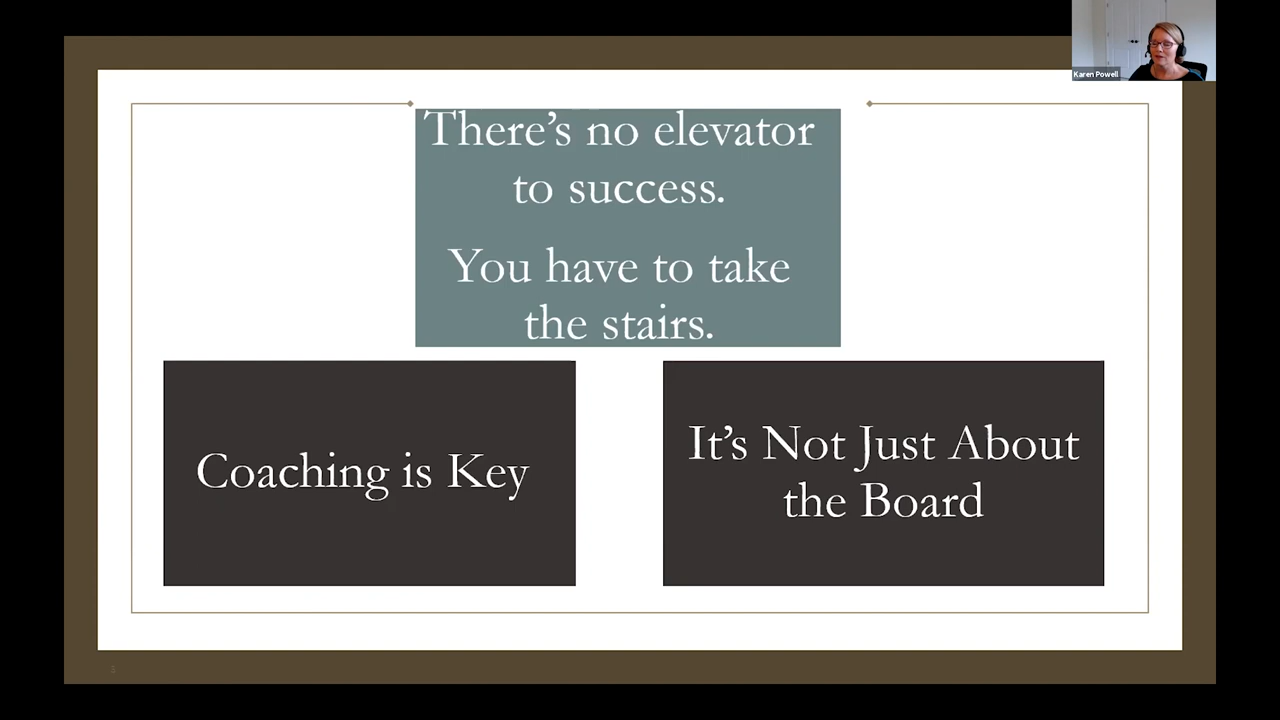 Karen Powell
There's no elevator
to success.
You have to take
the stairs.
Coaching is Key
It's Not Just About
the Board
5